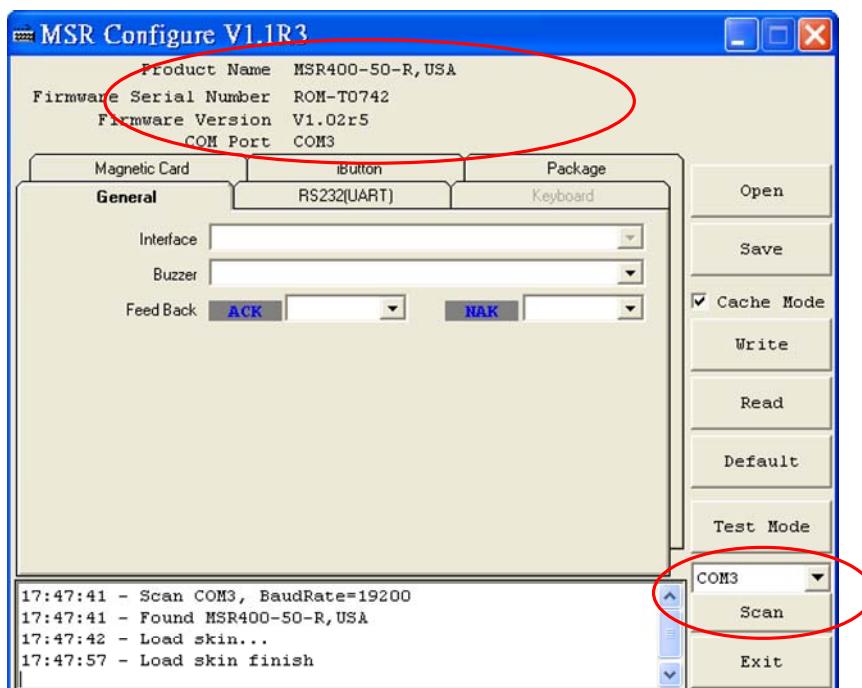 MSR Configure V1.1R3
Product Name MSR400-50-R,USA
Firmware Serial Number ROM-T0742
Firmware Version V1.02r5
COM Port COM3
Magnetic Card iButton Package
General RS232(UART) Keyboard
Interface
Buzzer
Feed Back ACK NAK
Open
Save
Cache Mode
Write
Read
Default
Test Mode
COM3
Scan
Exit
17:47:41 - Scan COM3, BaudRate=19200
17:47:41 - Found MSR400-50-R,USA
17:47:42 - Load skin...
17:47:57 - Load skin finish